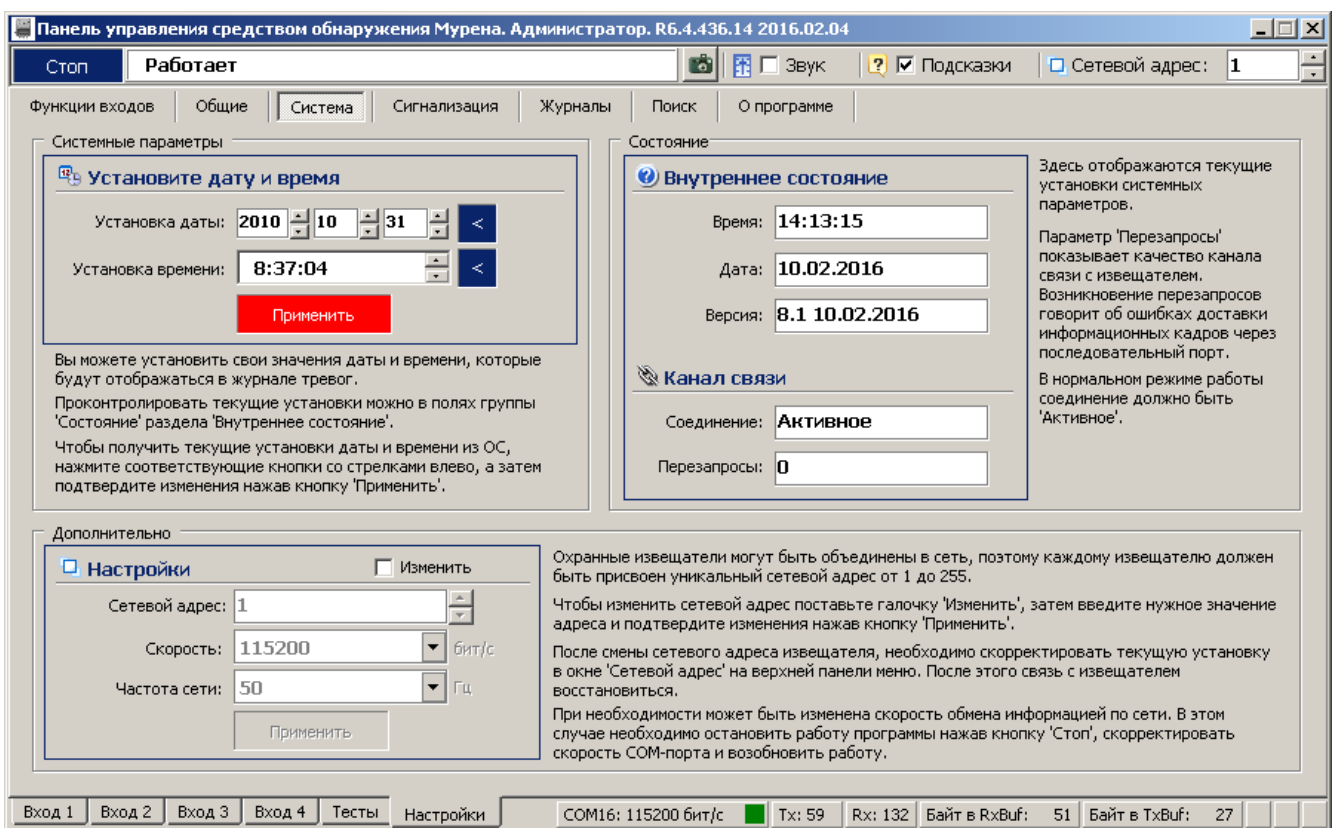 Панель управления средством обнаружения Мурена. Администратор. R6.4.436.14 2016.02.04
Стоп Работает Звук Подсказки Сетевой адрес: 1
Функции входов Общие Система Сигнализация Журналы Поиск О программе
Системные параметры
Установите дату и время
Установка даты: 2010 10 31 <
Установка времени: 8:37:04 <
Применить
Вы можете установить свои значения даты и времени, которые
будут отображаться в журнале тревог.
Проконтролировать текущие установки можно в полях группы
'Состояние' раздела 'Внутреннее состояние'.
Чтобы получить текущие установки даты и времени из ОС,
нажмите соответствующие кнопки со стрелками влево, а затем
подтвердите изменения нажав кнопку 'Применить'.
Состояние
Внутреннее состояние
Время: 14:13:15
Дата: 10.02.2016
Версия: 8.1 10.02.2016
Канал связи
Соединение: Активное
Перезапросы: 0
Здесь отображаются текущие
установки системных
параметров.
Параметр 'Перезапросы'
показывает качество канала
связи с извещателем.
Возникновение перезапросов
говорит об ошибках доставки
информационных кадров через
последовательный порт.
В нормальном режиме работы
соединение должно быть
'Активное'.
Дополнительно
Настройки Изменить
Сетевой адрес: 1
Скорость: 115200 бит/с
Частота сети: 50 Гц
Применить
Охранные извещатели могут быть объединены в сеть, поэтому каждому извещателю должен
быть присвоен уникальный сетевой адрес от 1 до 255.
Чтобы изменить сетевой адрес поставьте галочку 'Изменить', затем введите нужное значение
адреса и подтвердите изменения нажав кнопку 'Применить'.
После смены сетевого адреса извещателя, необходимо скорректировать текущую установку
в окне 'Сетевой адрес' на верхней панели меню. После этого связь с извещателем
восстановиться.
При необходимости может быть изменена скорость обмена информацией по сети. В этом
случае необходимо остановить работу программы нажав кнопку 'Стоп', скорректировать
скорость COM-порта и возобновить работу.
Вход 1 Вход 2 Вход 3 Вход 4 Тесты Настройки COM16: 115200 бит/с Tx: 59 Rx: 132 Байт в RxBuf: 51 Байт в TxBuf: 27